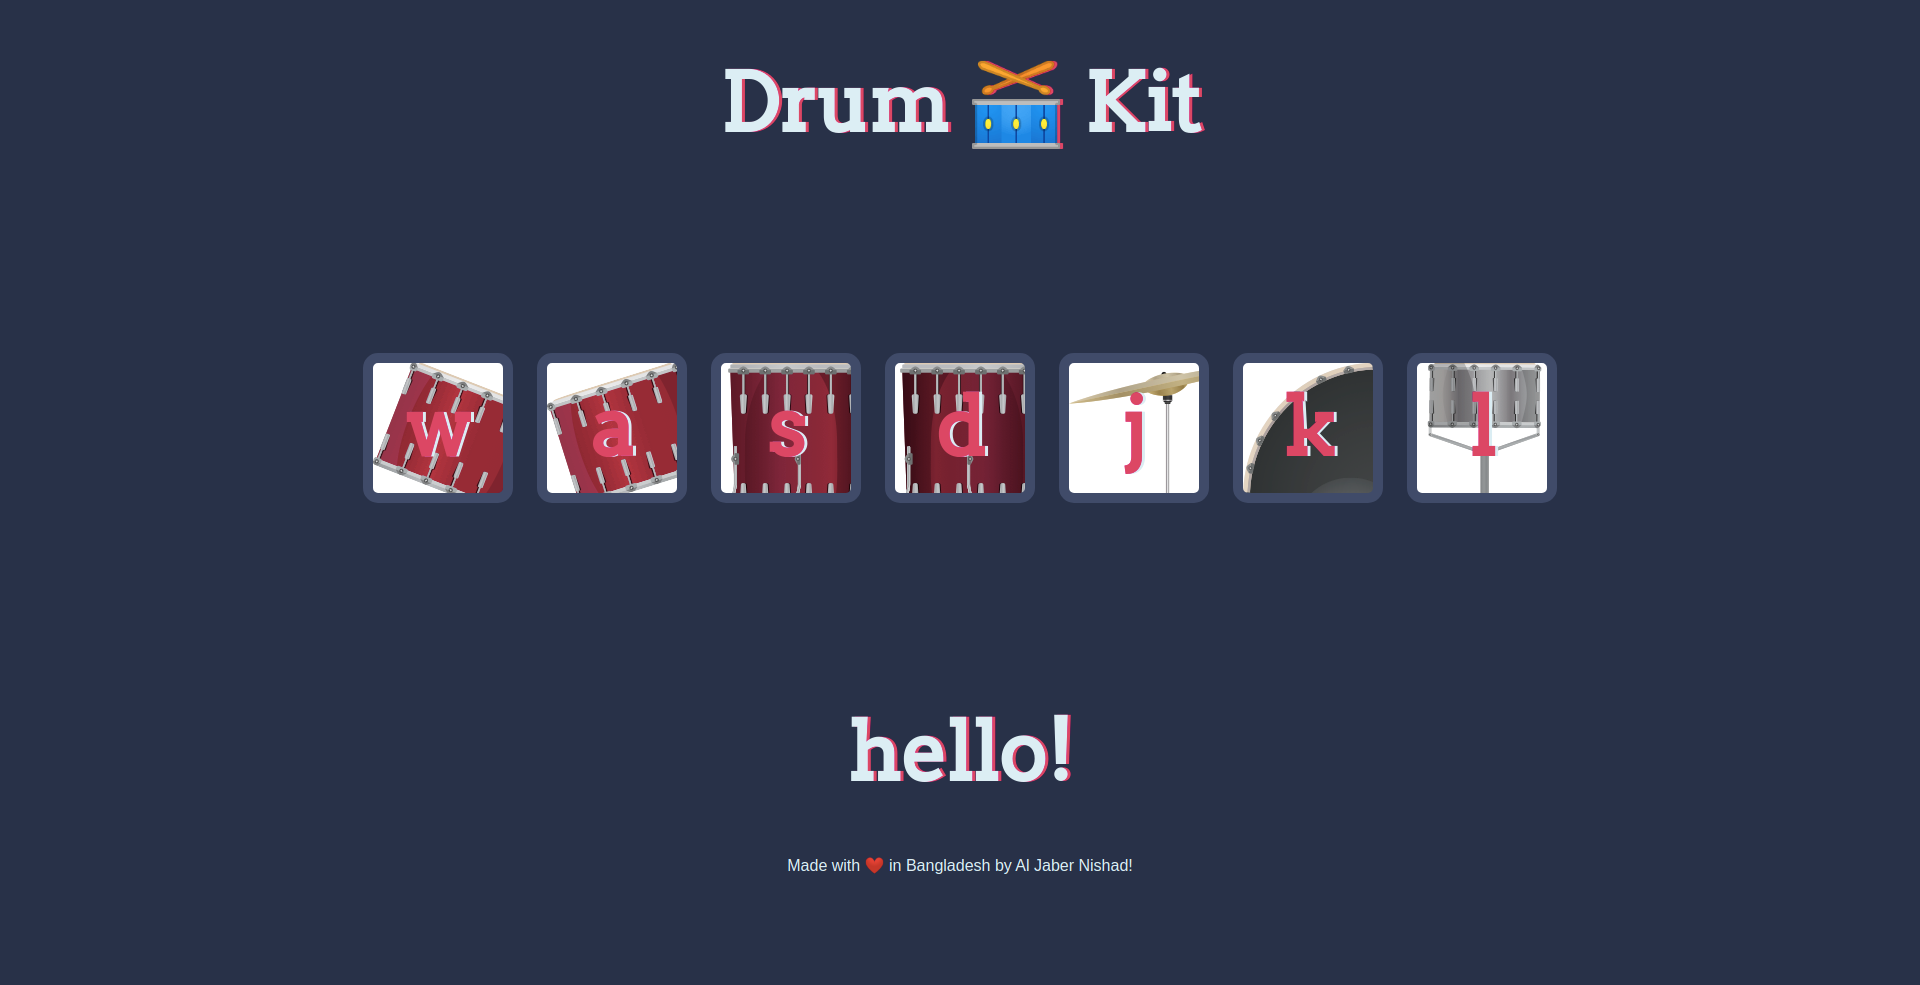 Drum 🥁 Kit
w a s d j k l
hello!
Made with ❤️ in Bangladesh by Al Jaber Nishad!